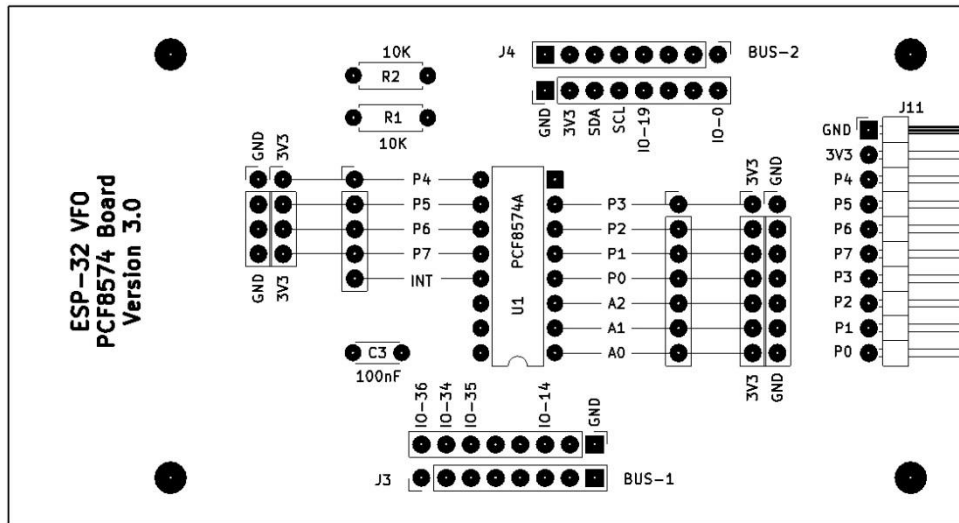 10K
R2
R1
10K
J4
BUS-2
GND
3V3
SDA
SCL
IO-19
IO-0
J11
GND
3V3
P4
P5
P6
P7
P3
P2
P1
P0
GND
3V3
P4
P5
P6
P7
INT
GND
3V3
PCF8574A
U1
P3
P2
P1
P0
A2
A1
A0
3V3
GND
3V3
GND
ESP-32 VFO
PCF8574 Board
Version 3.0
C3
100nF
IO-36
IO-34
IO-35
IO-14
GND
J3
BUS-1